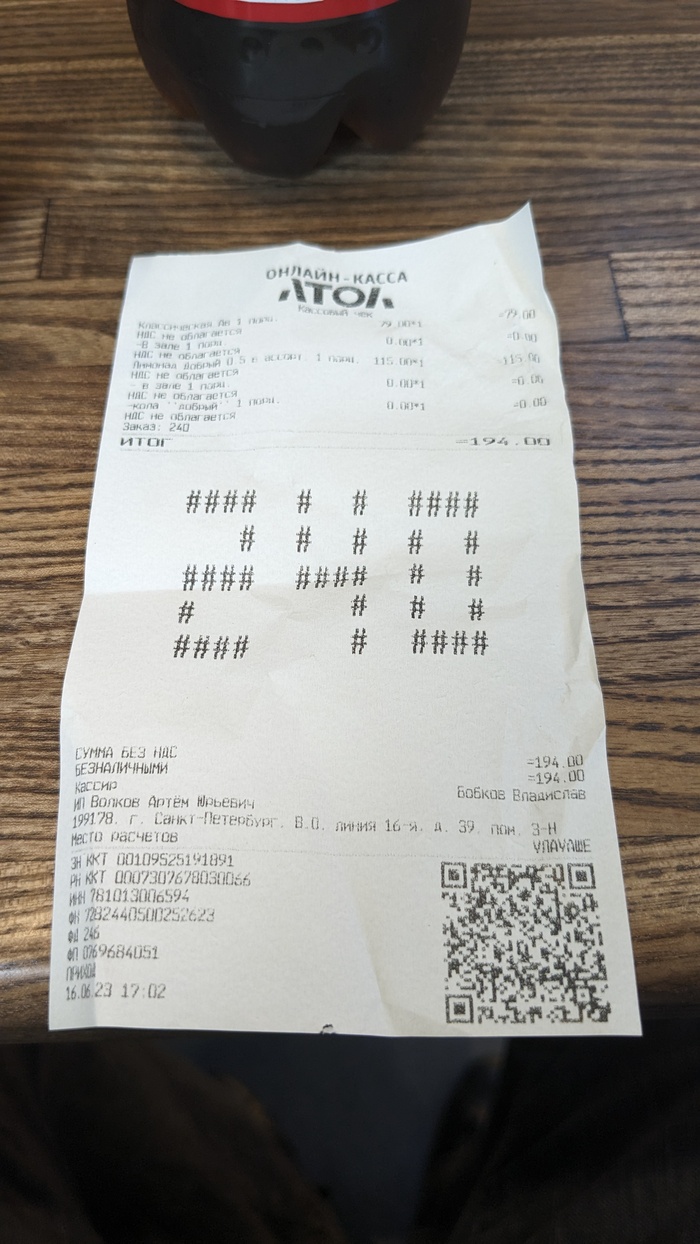 ОНЛАЙН-КАССА
АТОЛ
Кассовый чек
Классическая Ав 1 порц. 79.00*1 =79.00
НДС не облагается
-В зале 1 порц. 0.00*1 =0.00
НДС не облагается
Лимонад Добрый 0.5 в ассорт. 1 порц. 115.00*1 =115.00
НДС не облагается
- в зале 1 порц. 0.00*1 =0.00
НДС не облагается
-кола "добрый" 1 порц. 0.00*1 =0.00
НДС не облагается
Заказ: 240
ИТОГ =194.00
#### # # ####
# # # # #
#### #### # #
# # # #
#### # ####
СУММА БЕЗ НДС =194.00
БЕЗНАЛИЧНЫМИ =194.00
Кассир Бобков Владислав
ИП Волков Артём Юрьевич
199178. г. Санкт-Петербург. В.О. линия 16-я. д. 39. пом. 3-Н
Место расчетов УЛАУАШЕ
ЗН ККТ 00109525191891
РН ККТ 0007307678030066
ИНН 781013006594
ФН 7282440500252623
ФД 246
ФП 0769684051
ПРИХОД
16.06.23 17:02